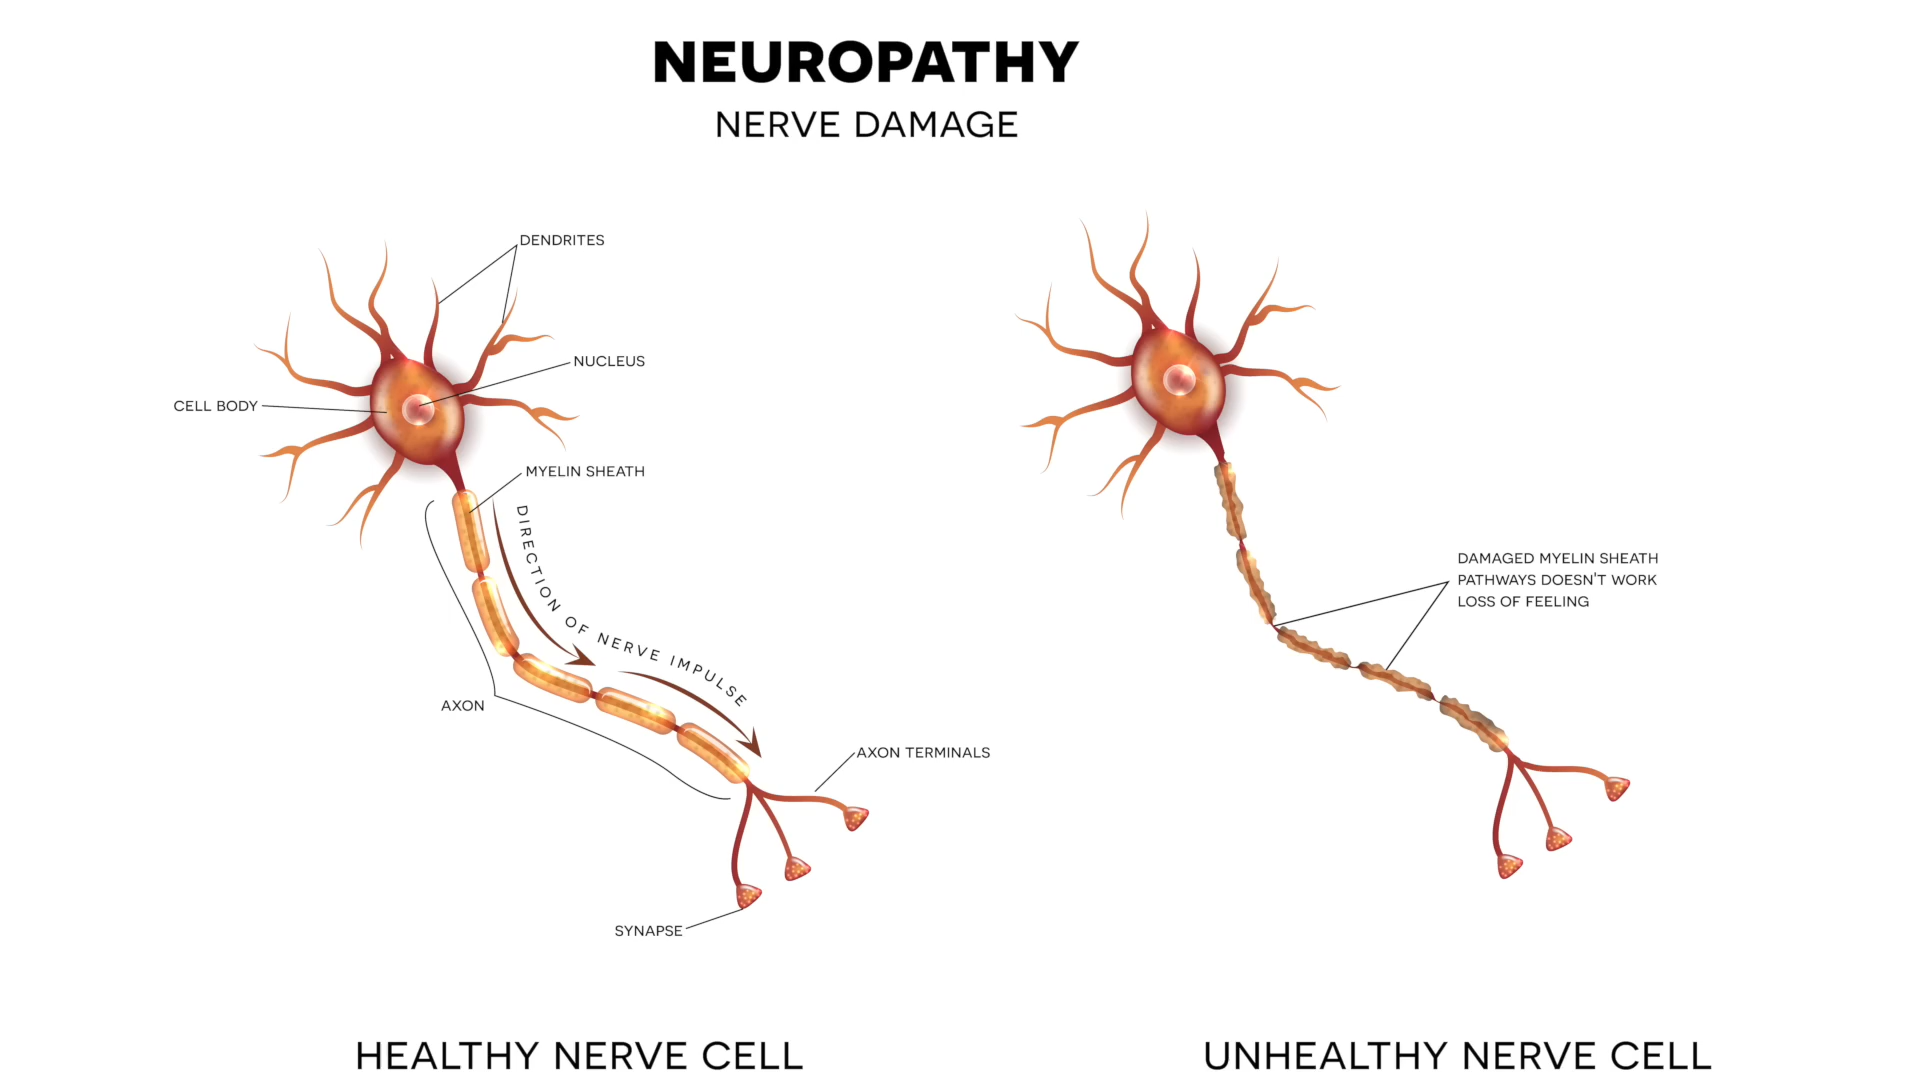 NEUROPATHY
NERVE DAMAGE
DENDRITES
NUCLEUS
CELL BODY
MYELIN SHEATH
DIRECTION OF NERVE IMPULSE
AXON
AXON TERMINALS
SYNAPSE
HEALTHY NERVE CELL
DAMAGED MYELIN SHEATH
PATHWAYS DOESN'T WORK
LOSS OF FEELING
UNHEALTHY NERVE CELL